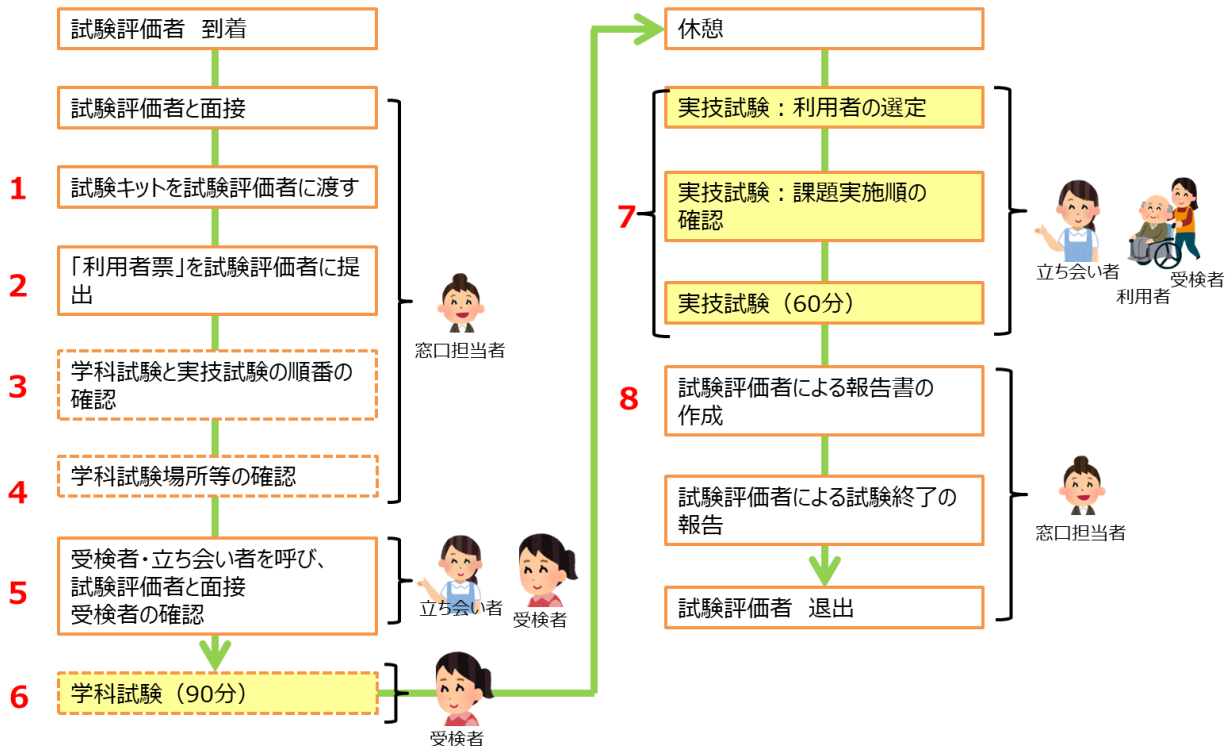 試験評価者　到着
試験評価者と面接
1
試験キットを試験評価者に渡す
2
「利用者票」を試験評価者に提
出
窓口担当者
3
学科試験と実技試験の順番の
確認
4
学科試験場所等の確認
5
受検者・立ち会い者を呼び、
試験評価者と面接
受検者の確認
立ち会い者
受検者
6
学科試験（90分）
受検者
休憩
7
実技試験：利用者の選定
実技試験：課題実施順の
確認
実技試験（60分）
立ち会い者
利用者
受検者
8
試験評価者による報告書の
作成
試験評価者による試験終了の
報告
窓口担当者
試験評価者　退出